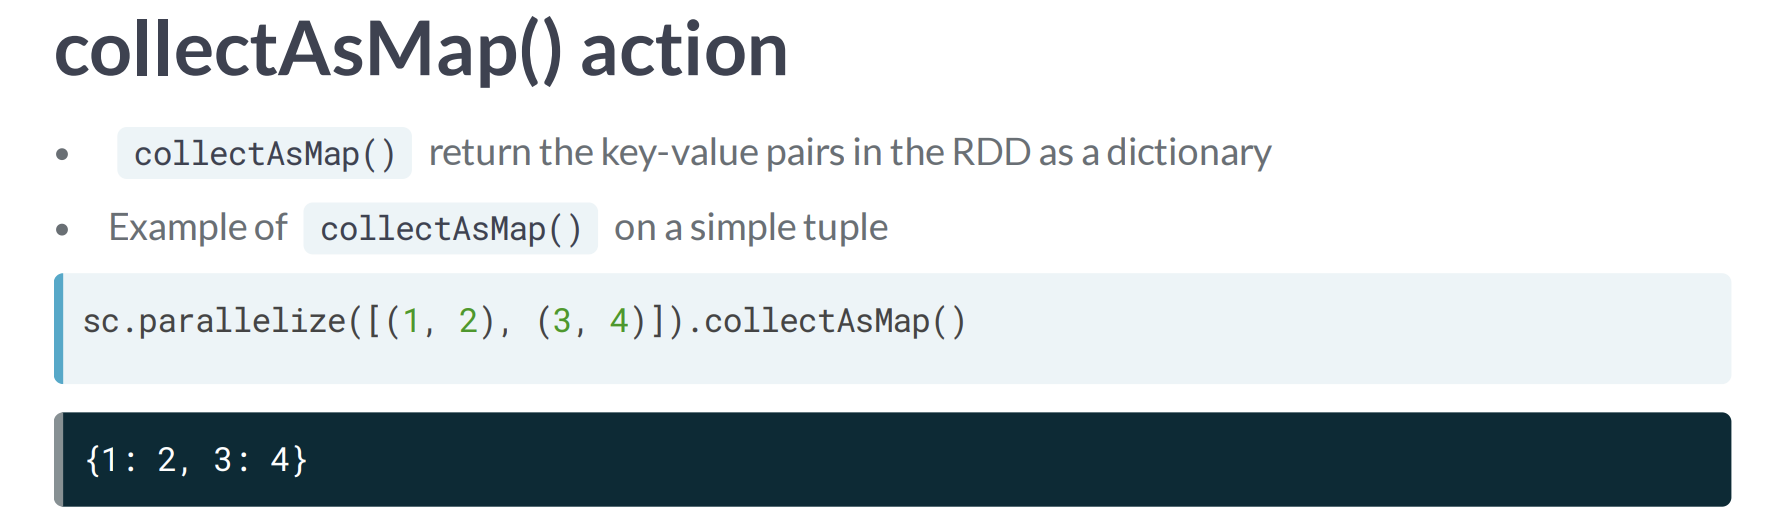 collectAsMap() action
• collectAsMap() return the key-value pairs in the RDD as a dictionary
• Example of collectAsMap() on a simple tuple
sc.parallelize([(1, 2), (3, 4)]).collectAsMap()
{1: 2, 3: 4}